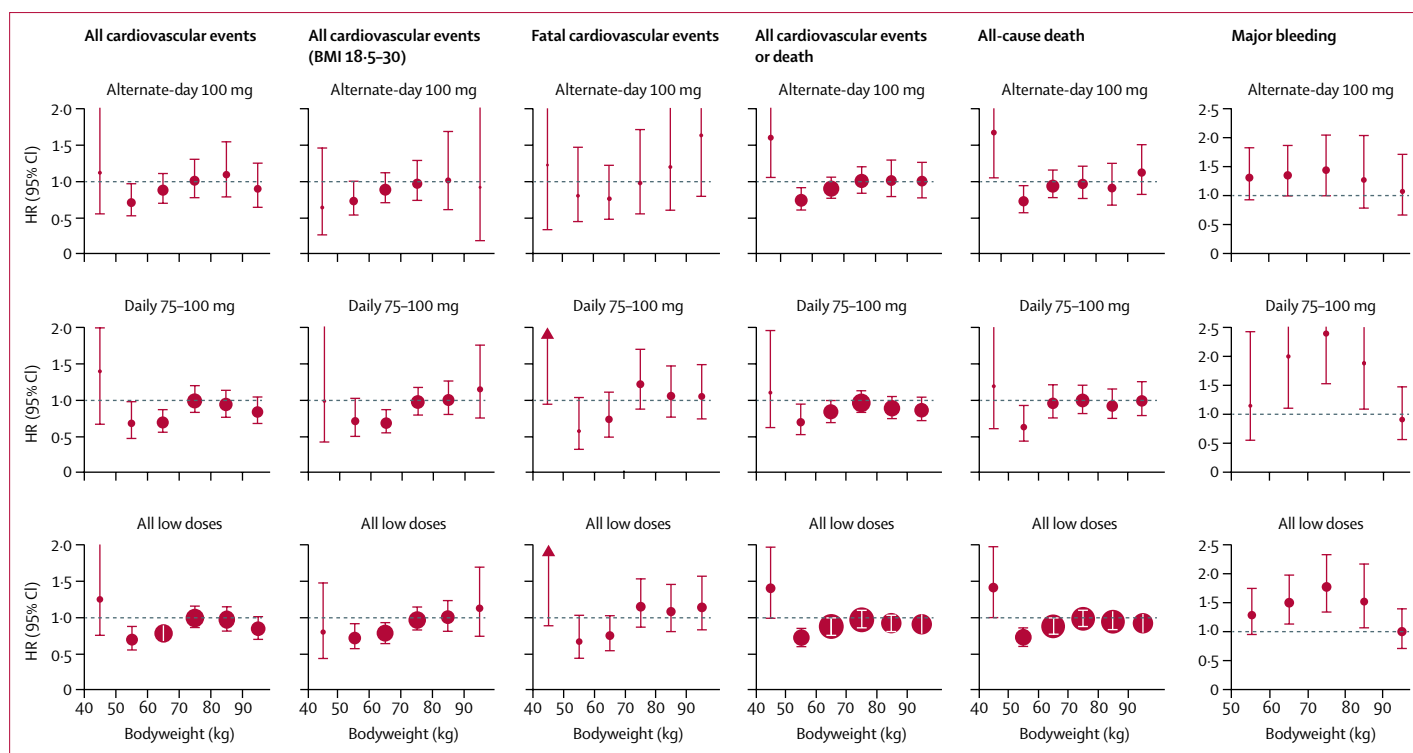 All cardiovascular events
All cardiovascular events
(BMI 18·5–30)
Fatal cardiovascular events
All cardiovascular events
or death
All-cause death
Major bleeding
Alternate-day 100 mg
Alternate-day 100 mg
Alternate-day 100 mg
Alternate-day 100 mg
Alternate-day 100 mg
Alternate-day 100 mg
HR (95% CI)
2·0
1·5
1·0
0·5
0
2·5
2·0
1·5
1·0
0·5
0
Daily 75–100 mg
Daily 75–100 mg
Daily 75–100 mg
Daily 75–100 mg
Daily 75–100 mg
Daily 75–100 mg
HR (95% CI)
2·0
1·5
1·0
0·5
0
2·5
2·0
1·5
1·0
0·5
0
All low doses
All low doses
All low doses
All low doses
All low doses
All low doses
HR (95% CI)
2·0
1·5
1·0
0·5
0
2·5
2·0
1·5
1·0
0·5
0
40 50 60 70 80 90
40 50 60 70 80 90
40 50 60 70 80 90
40 50 60 70 80 90
40 50 60 70 80 90
50 60 70 80 90
Bodyweight (kg)
Bodyweight (kg)
Bodyweight (kg)
Bodyweight (kg)
Bodyweight (kg)
Bodyweight (kg)